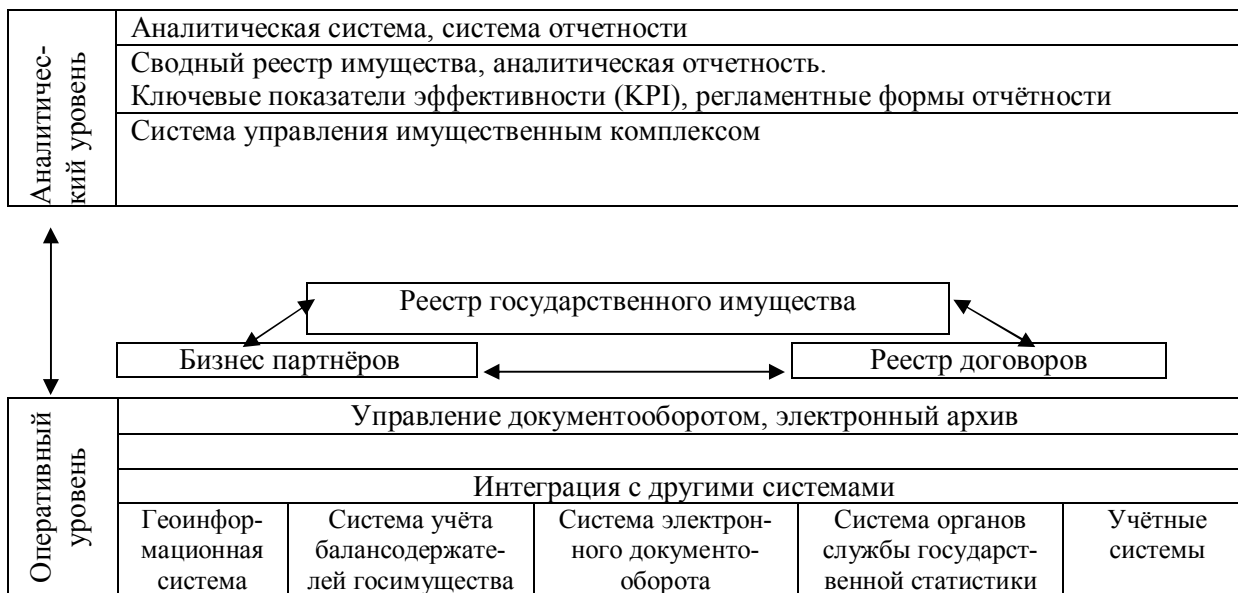 Аналитичес-
кий уровень
Аналитическая система, система отчетности
Сводный реестр имущества, аналитическая отчетность.
Ключевые показатели эффективности (KPI), регламентные формы отчётности
Система управления имущественным комплексом
Реестр государственного имущества
Бизнес партнёров
Реестр договоров
Оперативный
уровень
Управление документооборотом, электронный архив
Интеграция с другими системами
Геоинфор-
мационная
система
Система учёта
балансодержате-
лей госимущества
Система электрон-
ного документо-
оборота
Система органов
службы государст-
венной статистики
Учётные
системы